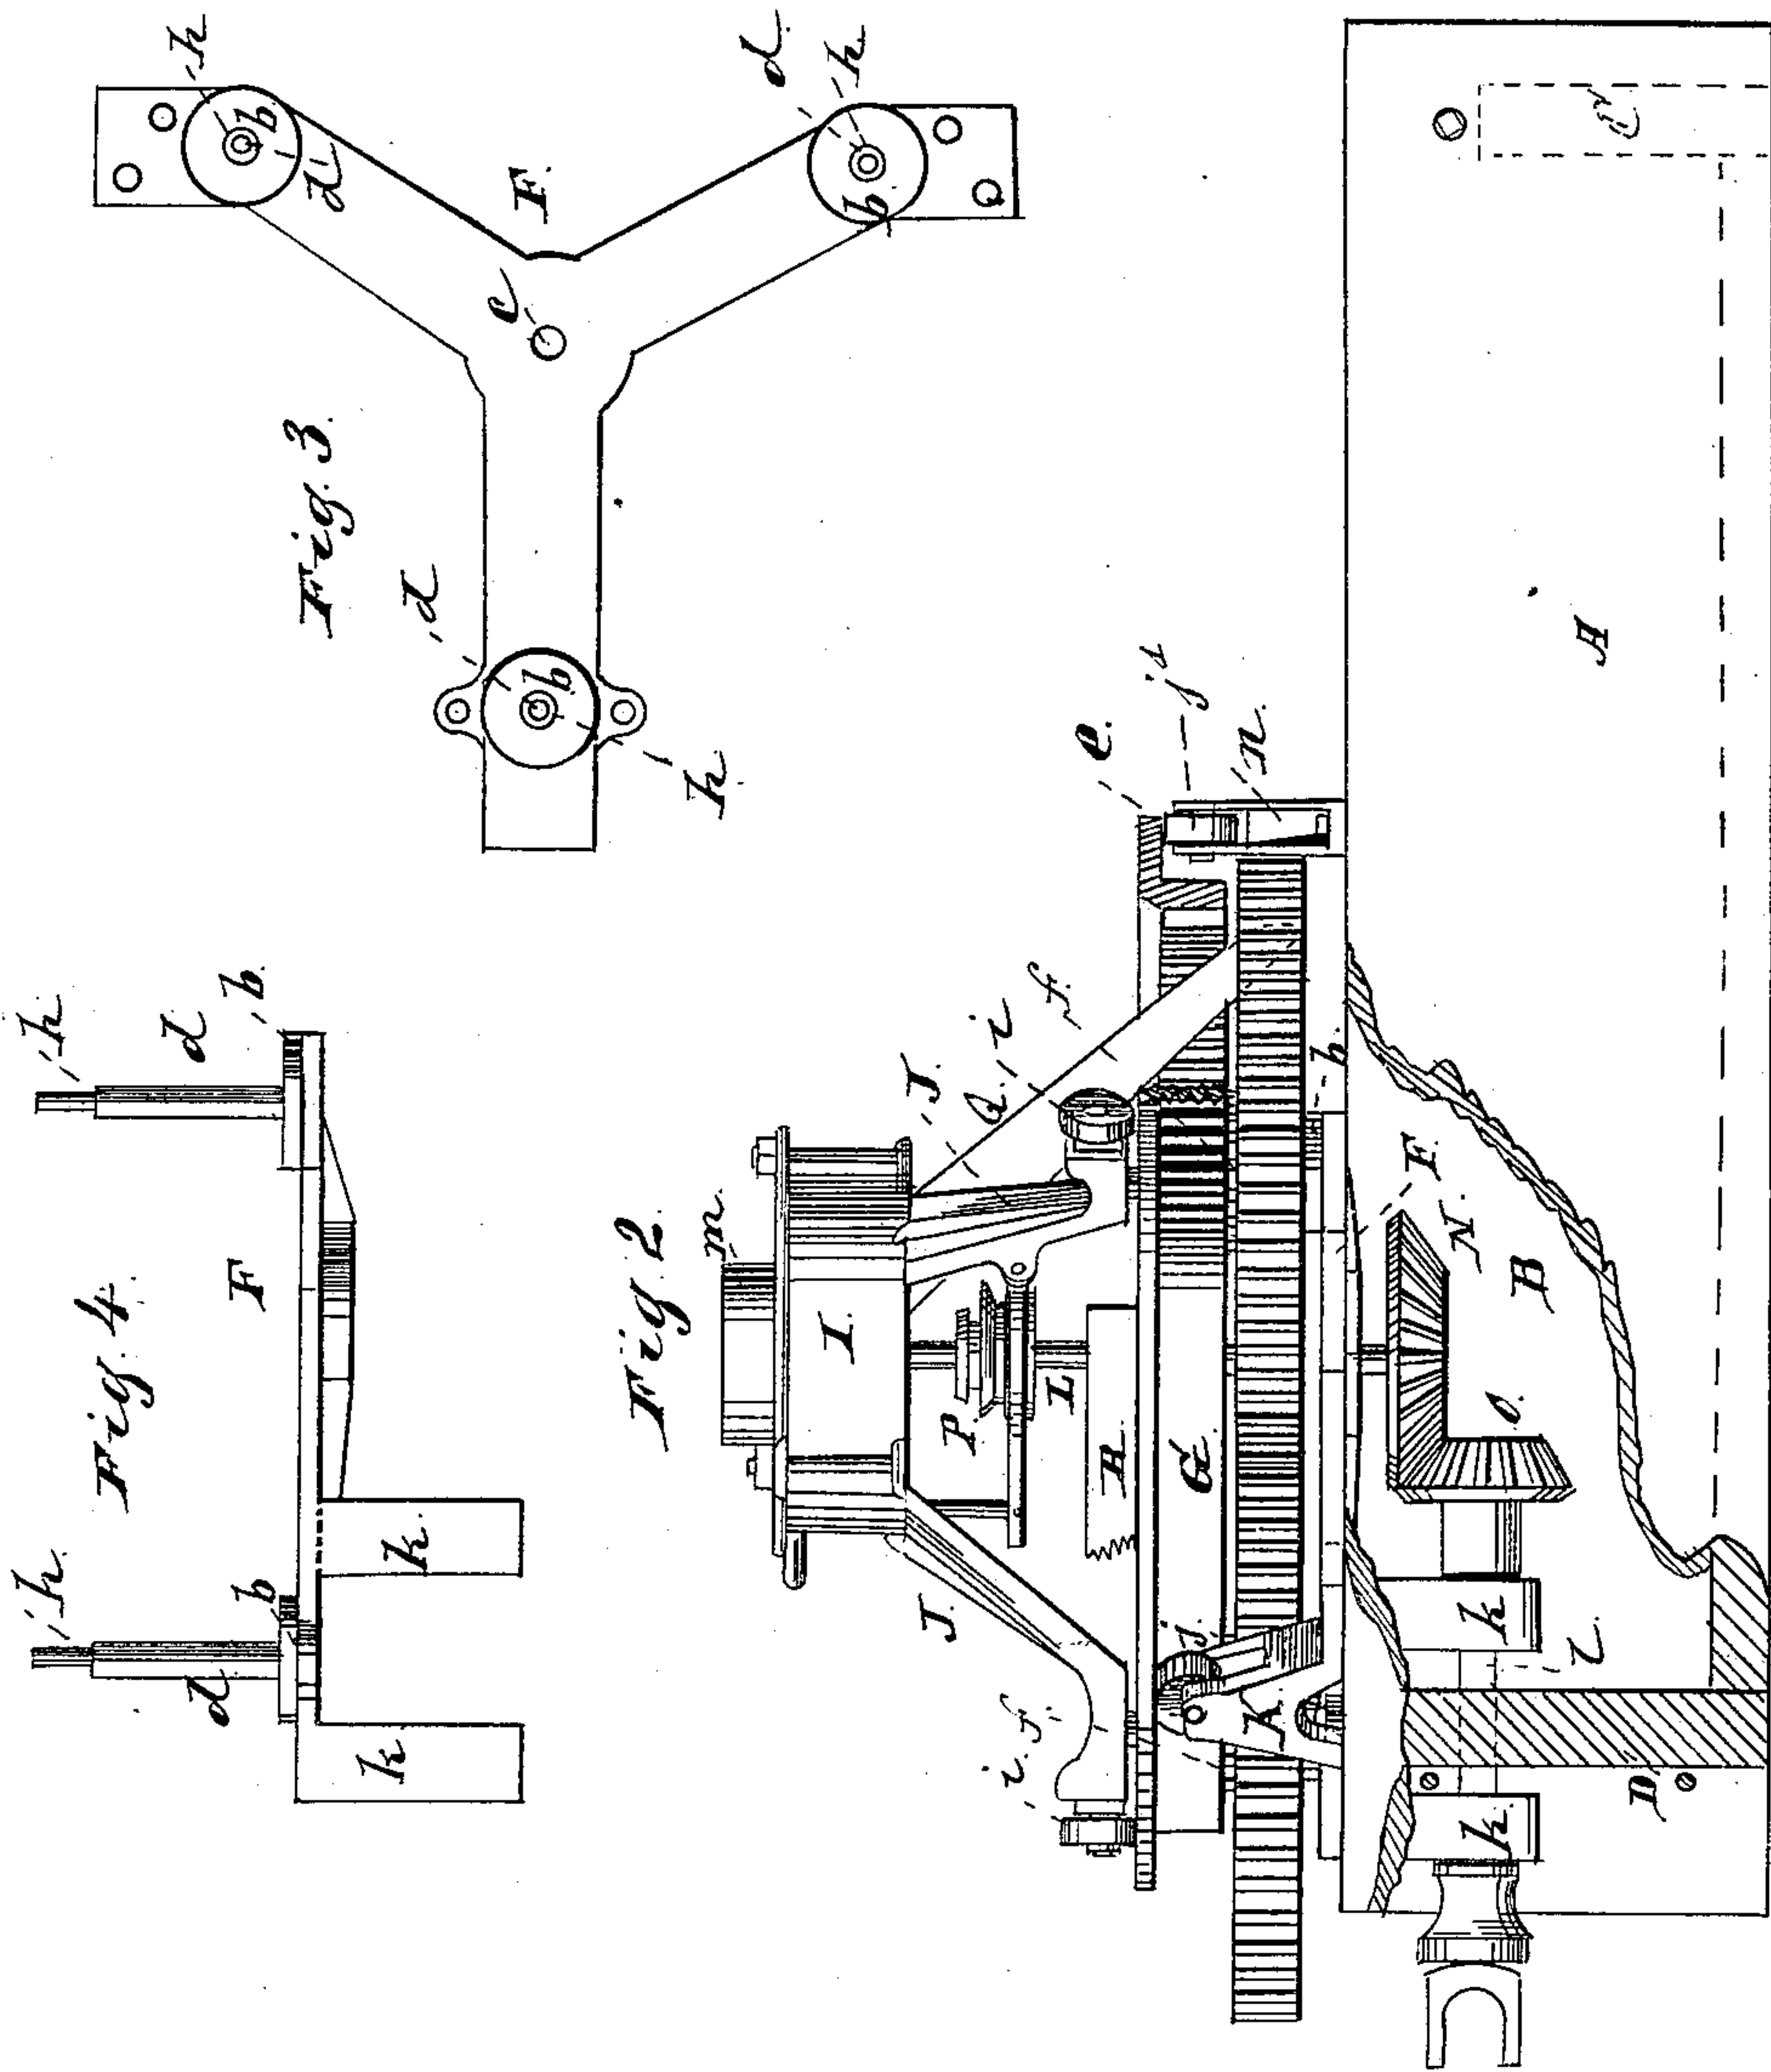 Fig. 4.
h
h.
d
d
b.
b
F
k
k.
Fig. 3.
h
d.
h
b
d
F.
b
c
d
b
h
Fig. 2
m
I.
J.
J.
Q.
i
f.
e.
j
n.
P.
L
R
G
i.
f.
j.
K
b.
F.
N.
B
O.
k
k.
l
D
A
C